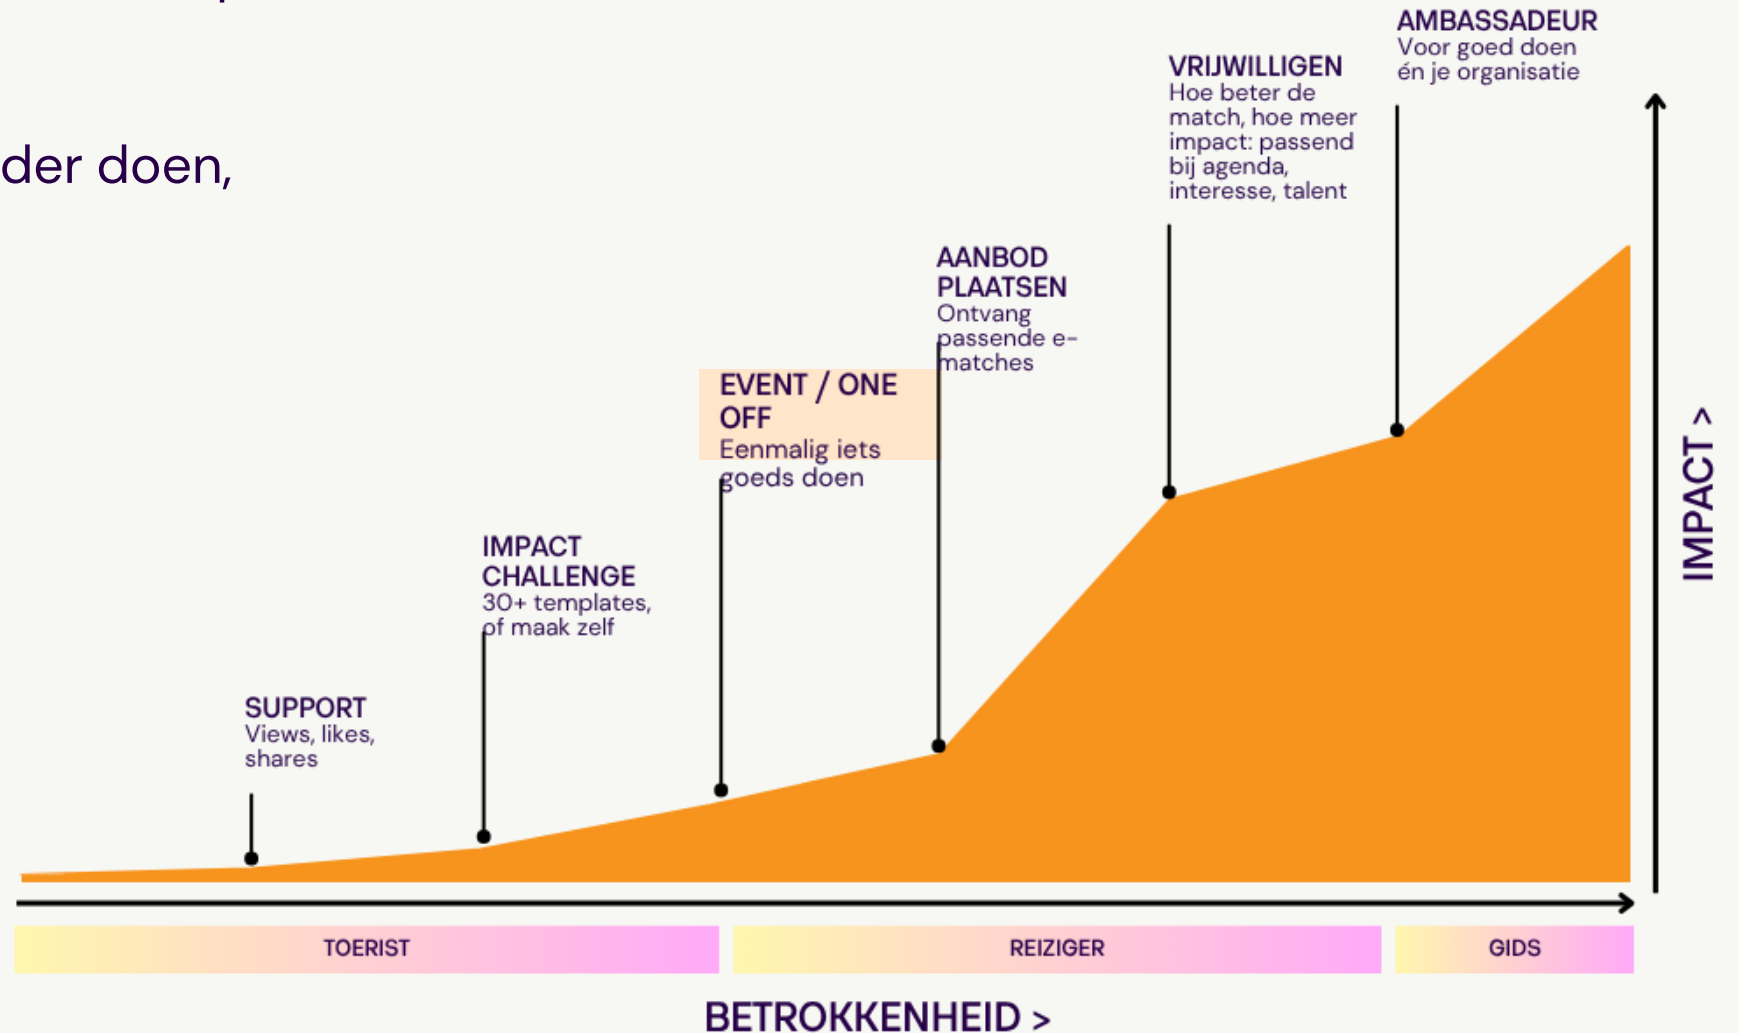 der doen,
AMBASSADEUR
Voor goed doen
én je organisatie
VRIJWILLIGEN
Hoe beter de
match, hoe meer
impact: passend
bij agenda,
interesse, talent
AANBOD
PLAATSEN
Ontvang
passende e-
matches
EVENT / ONE
OFF
Eenmalig iets
goeds doen
IMPACT
CHALLENGE
30+ templates,
of maak zelf
SUPPORT
Views, likes,
shares
IMPACT >
TOERIST
REIZIGER
GIDS
BETROKKENHEID >